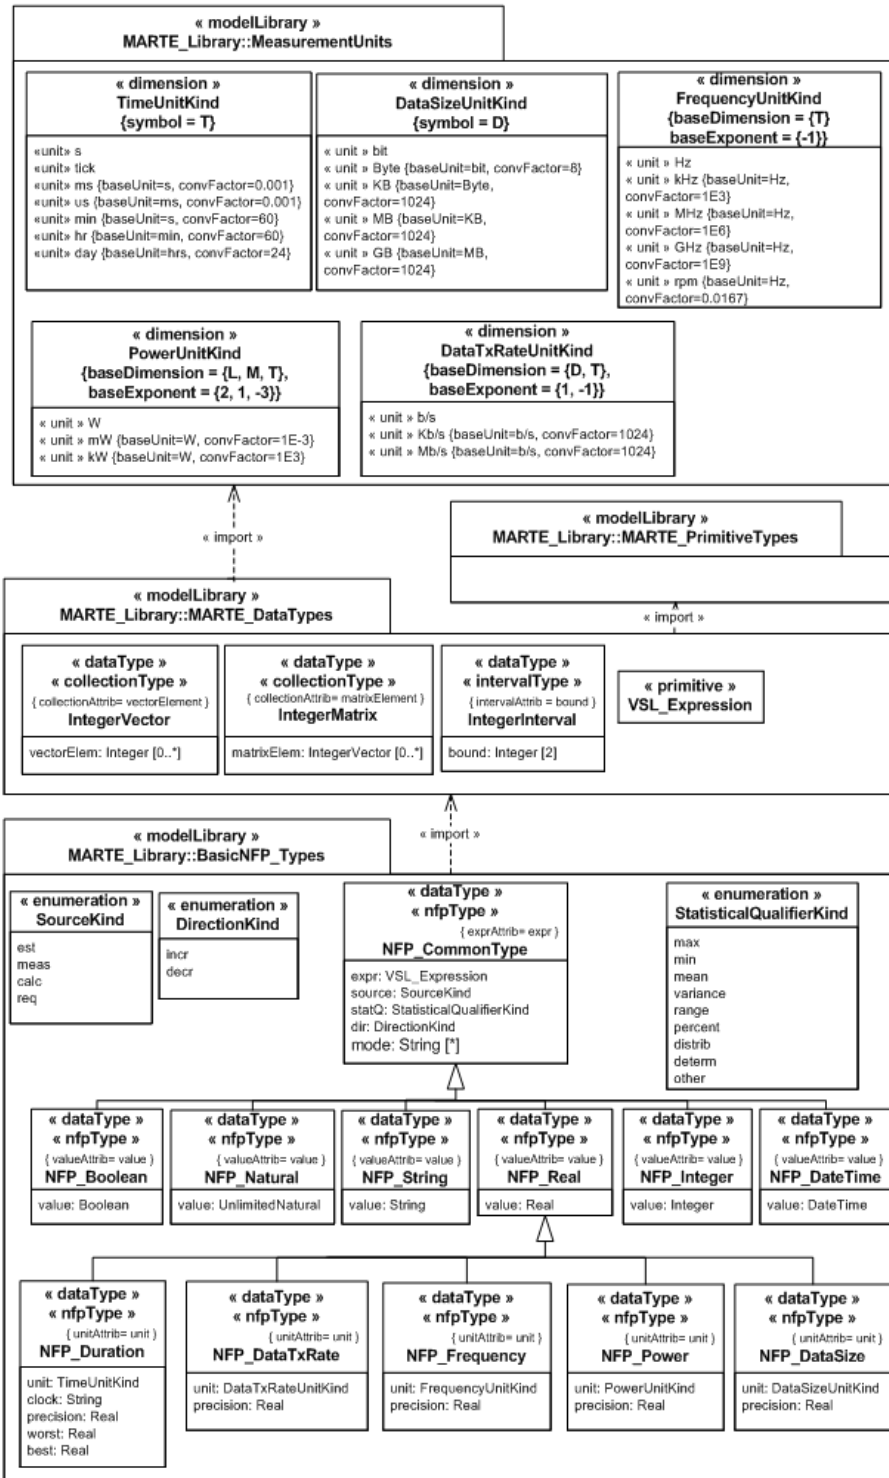 « modelLibrary »
MARTE_Library::MeasurementUnits
« dimension »
TimeUnitKind
{symbol = T}
«unit» s
«unit» tick
«unit» ms {baseUnit=s, convFactor=0.001}
«unit» us {baseUnit=ms, convFactor=0.001}
«unit» min {baseUnit=s, convFactor=60}
«unit» hr {baseUnit=min, convFactor=60}
«unit» day {baseUnit=hrs, convFactor=24}
« dimension »
DataSizeUnitKind
{symbol = D}
« unit » bit
« unit » Byte {baseUnit=bit, convFactor=8}
« unit » KB {baseUnit=Byte,
convFactor=1024}
« unit » MB {baseUnit=KB,
convFactor=1024}
« unit » GB {baseUnit=MB,
convFactor=1024}
« dimension »
FrequencyUnitKind
{baseDimension = {T}
baseExponent = {-1}}
« unit » Hz
« unit » kHz {baseUnit=Hz,
convFactor=1E3}
« unit » MHz {baseUnit=Hz,
convFactor=1E6}
« unit » GHz {baseUnit=Hz,
convFactor=1E9}
« unit » rpm {baseUnit=Hz,
convFactor=0.0167}
« dimension »
PowerUnitKind
{baseDimension = {L, M, T},
baseExponent = {2, 1, -3}}
« unit » W
« unit » mW {baseUnit=W, convFactor=1E-3}
« unit » kW {baseUnit=W, convFactor=1E3}
« dimension »
DataTxRateUnitKind
{baseDimension = {D, T},
baseExponent = {1, -1}}
« unit » b/s
« unit » Kb/s {baseUnit=b/s, convFactor=1024}
« unit » Mb/s {baseUnit=b/s, convFactor=1024}
« import »
« modelLibrary »
MARTE_Library::MARTE_PrimitiveTypes
« import »
« modelLibrary »
MARTE_Library::MARTE_DataTypes
« dataType »
« collectionType »
{ collectionAttrib= vectorElement }
IntegerVector
vectorElem: Integer [0..*]
« dataType »
« collectionType »
{ collectionAttrib= matrixElement }
IntegerMatrix
matrixElem: IntegerVector [0..*]
« dataType »
« intervalType »
{ intervalAttrib = bound }
IntegerInterval
bound: Integer [2]
« primitive »
VSL_Expression
« import »
« modelLibrary »
MARTE_Library::BasicNFP_Types
« enumeration »
SourceKind
est
meas
calc
req
« enumeration »
DirectionKind
incr
decr
« dataType »
« nfpType »
{ exprAttrib= expr }
NFP_CommonType
expr: VSL_Expression
source: SourceKind
statQ: StatisticalQualifierKind
dir: DirectionKind
mode: String [*]
« enumeration »
StatisticalQualifierKind
max
min
mean
variance
range
percent
distrib
determ
other
« dataType »
« nfpType »
{ valueAttrib= value }
NFP_Boolean
value: Boolean
« dataType »
« nfpType »
{ valueAttrib= value }
NFP_Natural
value: UnlimitedNatural
« dataType »
« nfpType »
{ valueAttrib= value }
NFP_String
value: String
« dataType »
« nfpType »
{ valueAttrib= value }
NFP_Real
value: Real
« dataType »
« nfpType »
{ valueAttrib= value }
NFP_Integer
value: Integer
« dataType »
« nfpType »
{ valueAttrib= value }
NFP_DateTime
value: DateTime
« dataType »
« nfpType »
{ unitAttrib= unit }
NFP_Duration
unit: TimeUnitKind
clock: String
precision: Real
worst: Real
best: Real
« dataType »
« nfpType »
{ unitAttrib= unit }
NFP_DataTxRate
unit: DataTxRateUnitKind
precision: Real
« dataType »
« nfpType »
{ unitAttrib= unit }
NFP_Frequency
unit: FrequencyUnitKind
precision: Real
« dataType »
« nfpType »
{ unitAttrib= unit }
NFP_Power
unit: PowerUnitKind
precision: Real
« dataType »
« nfpType »
{ unitAttrib= unit }
NFP_DataSize
unit: DataSizeUnitKind
precision: Real